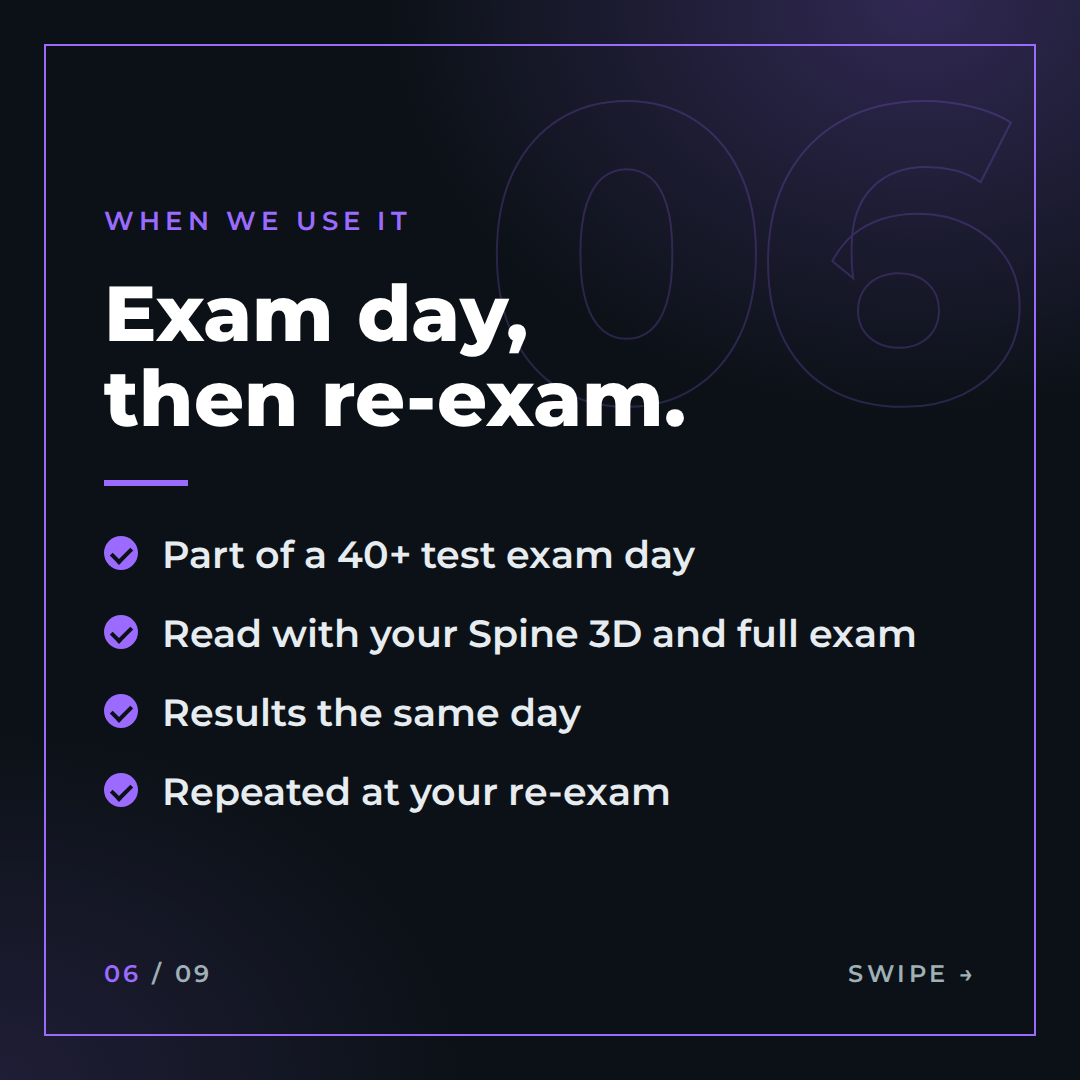 06
WHEN WE USE IT
Exam day,
then re-exam.
Part of a 40+ test exam day
Read with your Spine 3D and full exam
Results the same day
Repeated at your re-exam
06 / 09
SWIPE →